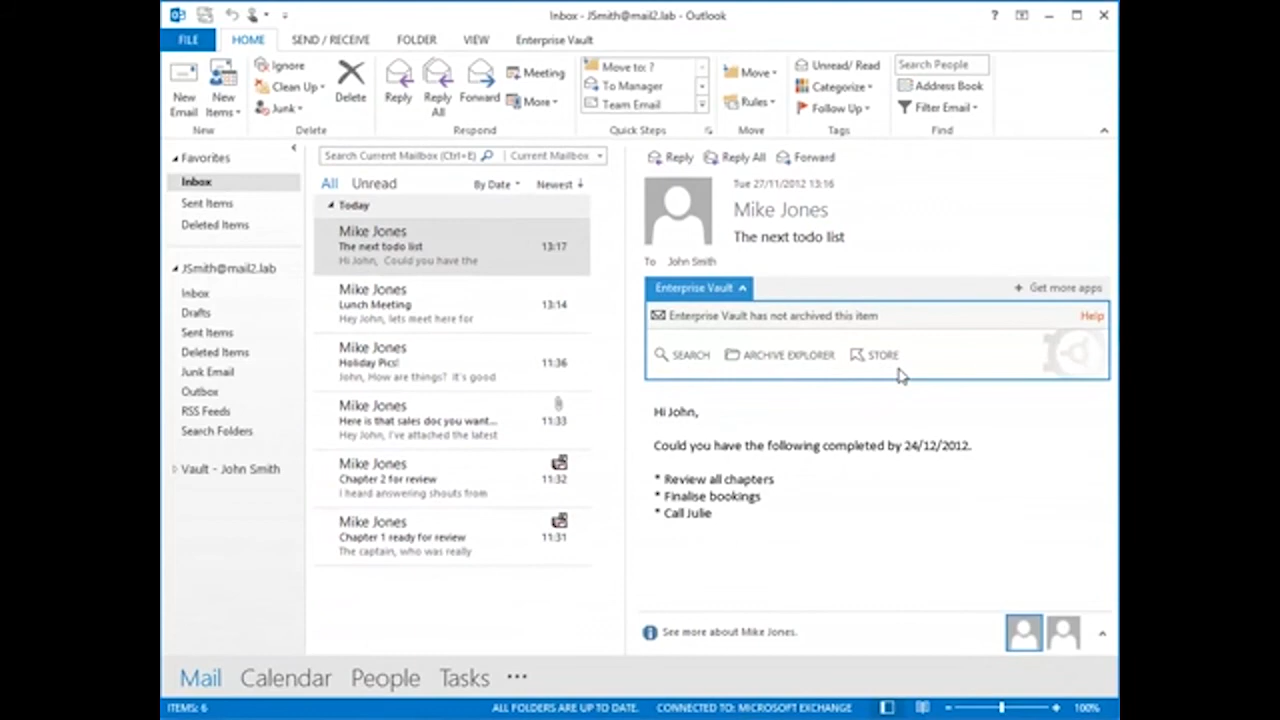 Inbox - JSmith@mail2.lab - Outlook
FILE HOME SEND / RECEIVE FOLDER VIEW Enterprise Vault
New Email
New Items
Ignore
Clean Up
Junk
Delete
Reply
Reply All
Forward
Meeting
More
Move to: ?
To Manager
Team Email
Move
Rules
Unread/ Read
Categorize
Follow Up
Search People
Address Book
Filter Email
New Delete Respond Quick Steps Move Tags Find
Favorites
Inbox
Sent Items
Deleted Items
JSmith@mail2.lab
Inbox
Drafts
Sent Items
Deleted Items
Junk Email
Outbox
RSS Feeds
Search Folders
Vault - John Smith
Search Current Mailbox (Ctrl+E) Current Mailbox
All Unread By Date Newest
Today
Mike Jones
The next todo list 13:17
Hi John, Could you have the
Mike Jones
Lunch Meeting 13:14
Hey John, lets meet here for
Mike Jones
Holiday Pics! 11:36
John, How are things? It's good
Mike Jones
Here is that sales doc you want... 11:33
Hey John, I've attached the latest
Mike Jones
Chapter 2 for review 11:32
I heard answering shouts from
Mike Jones
Chapter 1 ready for review 11:31
The captain, who was really
Reply Reply All Forward
Tue 27/11/2012 13:16
Mike Jones
The next todo list
To John Smith
Enterprise Vault + Get more apps
Enterprise Vault has not archived this item Help
SEARCH ARCHIVE EXPLORER STORE
Hi John,
Could you have the following completed by 24/12/2012.
* Review all chapters
* Finalise bookings
* Call Julie
See more about Mike Jones.
Mail Calendar People Tasks ...
ITEMS: 6 ALL FOLDERS ARE UP TO DATE. CONNECTED TO: MICROSOFT EXCHANGE 100%